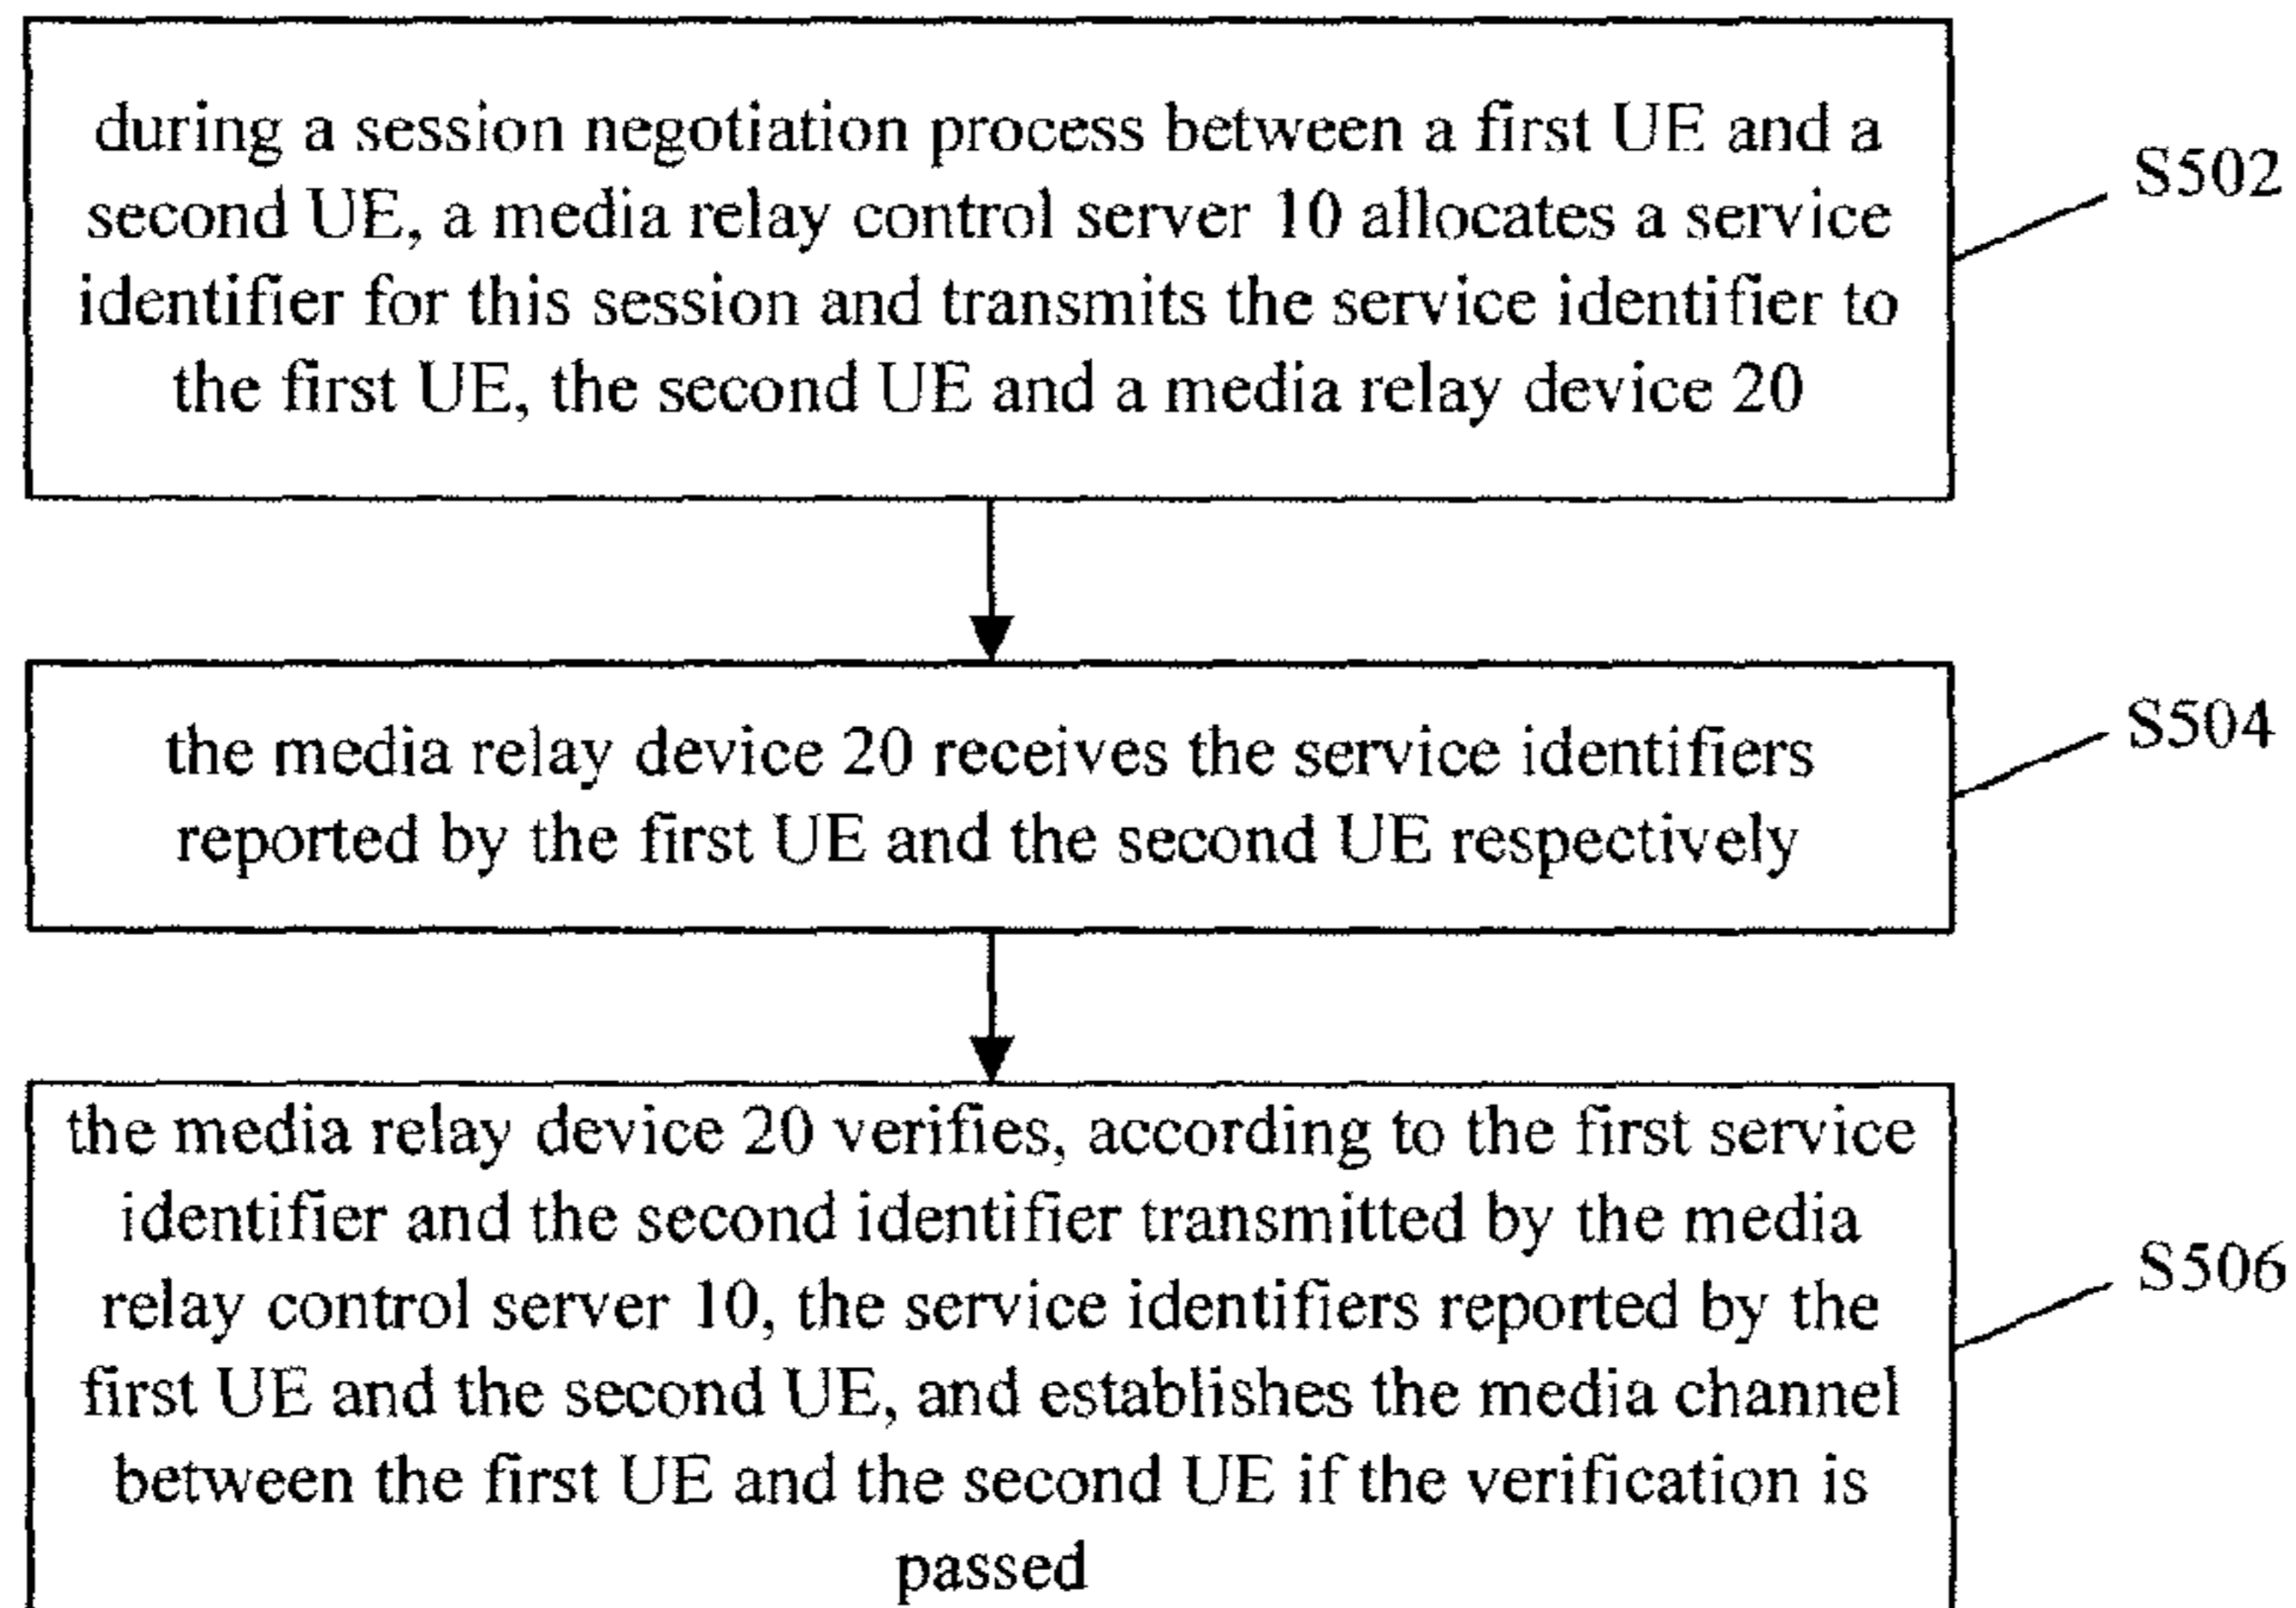 during a session negotiation process between a first UE and a
second UE, a media relay control server 10 allocates a service
identifier for this session and transmits the service identifier to
the first UE, the second UE and a media relay device 20
S502
the media relay device 20 receives the service identifiers
reported by the first UE and the second UE respectively
S504
the media relay device 20 verifies, according to the first service
identifier and the second identifier transmitted by the media
relay control server 10, the service identifiers reported by the
first UE and the second UE, and establishes the media channel
between the first UE and the second UE if the verification is
passed
S506